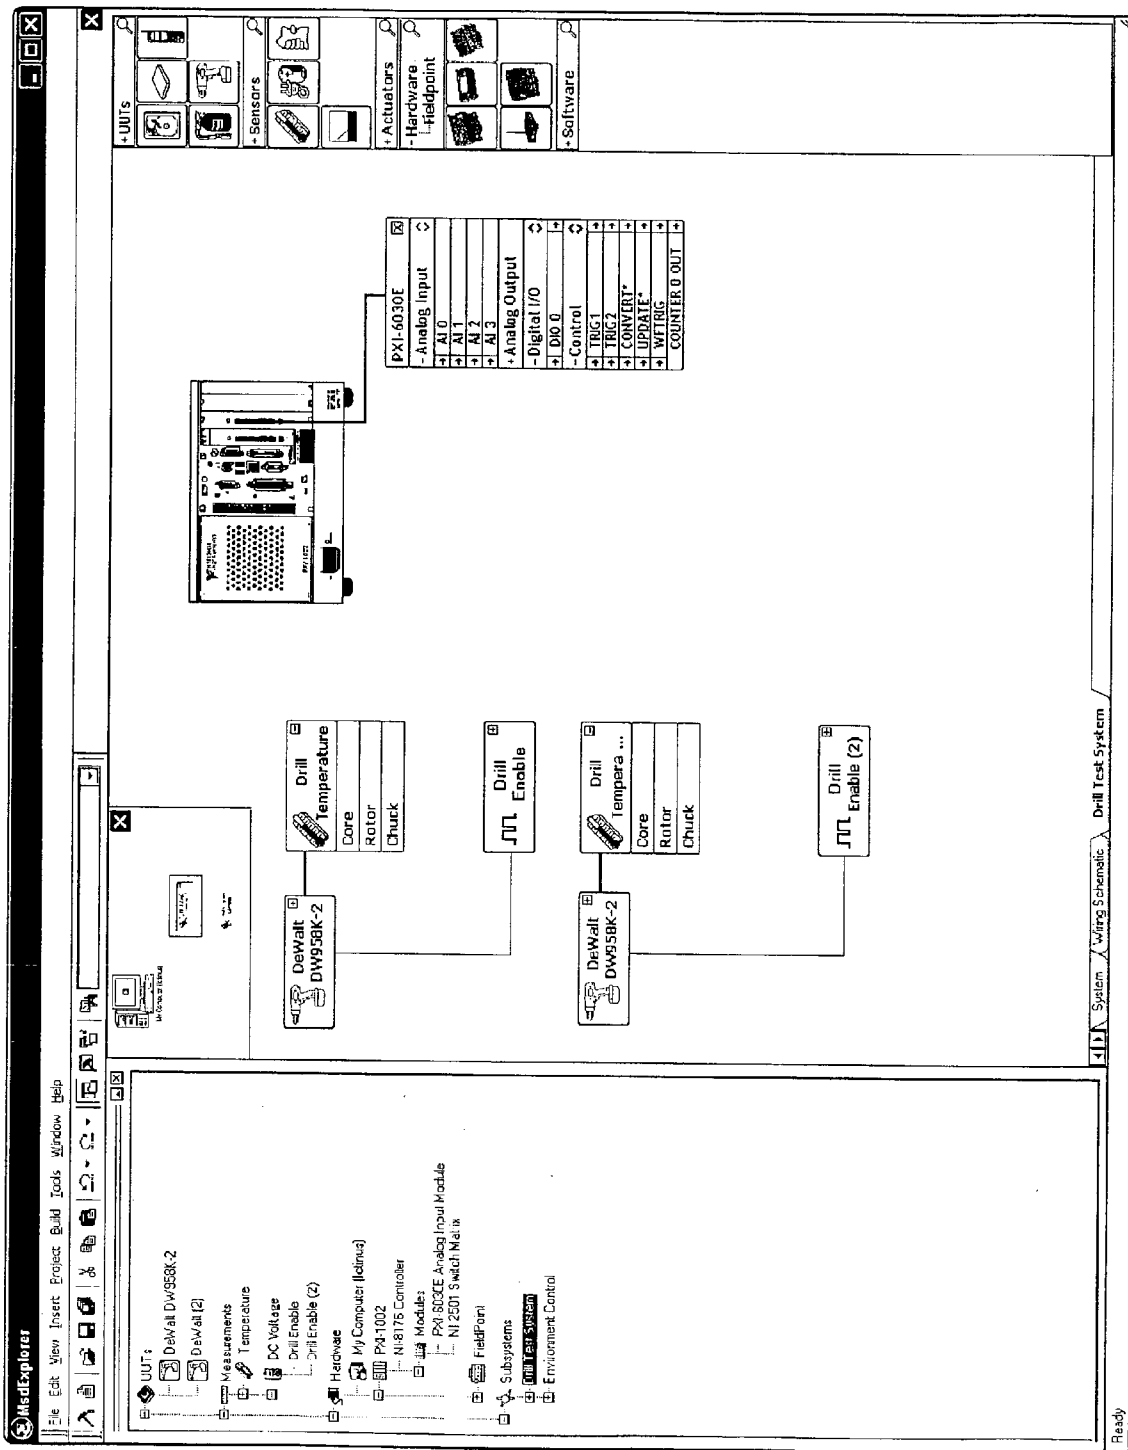 MsdExplorer
File Edit View Insert Project Build Tools Window Help
UUTs
DeWalt DW958K-2
DeWalt (2)
Measurements
Temperature
DC Voltage
Drill Enable
Drill Enable (2)
Hardware
My Computer (Ictinus)
PXI-1002
NI-8176 Controller
Modules
PXI-6030E Analog Input Module
NI 2501 Switch Matrix
FieldPoint
Subsystems
Drill Test System
Environment Control
DeWalt
DW958K-2
Drill
Temperature
Core
Rotor
Chuck
Drill
Enable
DeWalt
DW958K-2
Drill
Tempera ...
Core
Rotor
Chuck
Drill
Enable (2)
PXI
PXI-6030E
- Analog Input
AI 0
AI 1
AI 2
AI 3
+ Analog Output
- Digital I/O
DIO 0
- Control
TRIG1
TRIG2
CONVERT*
UPDATE*
WFTRIG
COUNTER 0 OUT
+ UUTs
+ Sensors
+ Actuators
- Hardware
Fieldpoint
+ Software
System Wiring Schematic Drill Test System
Ready